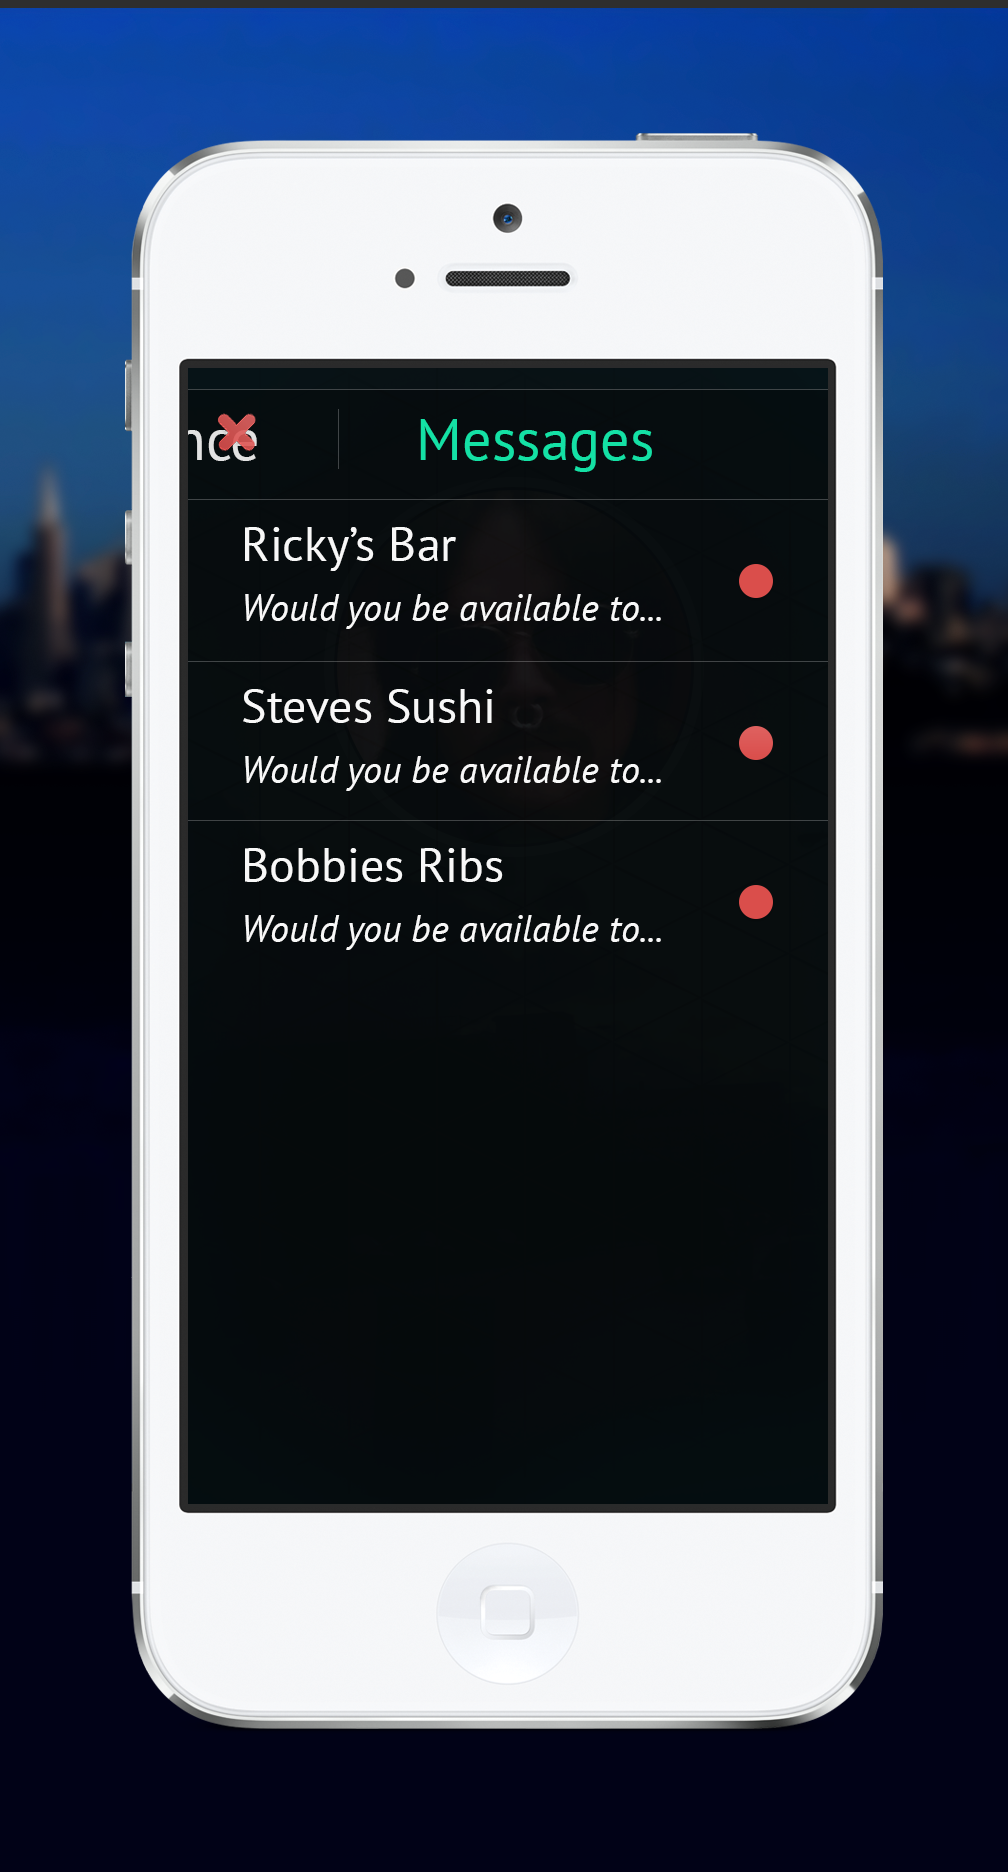 nce
Messages
Ricky’s Bar
Would you be available to...
Steves Sushi
Would you be available to...
Bobbies Ribs
Would you be available to...